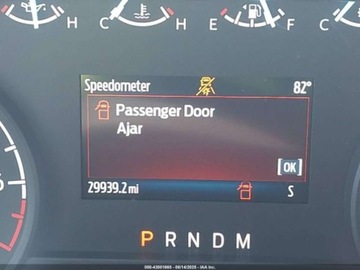 H C H E F C
Speedometer 82°
Passenger Door
Ajar
[OK]
29939.2 mi S
P R N D M